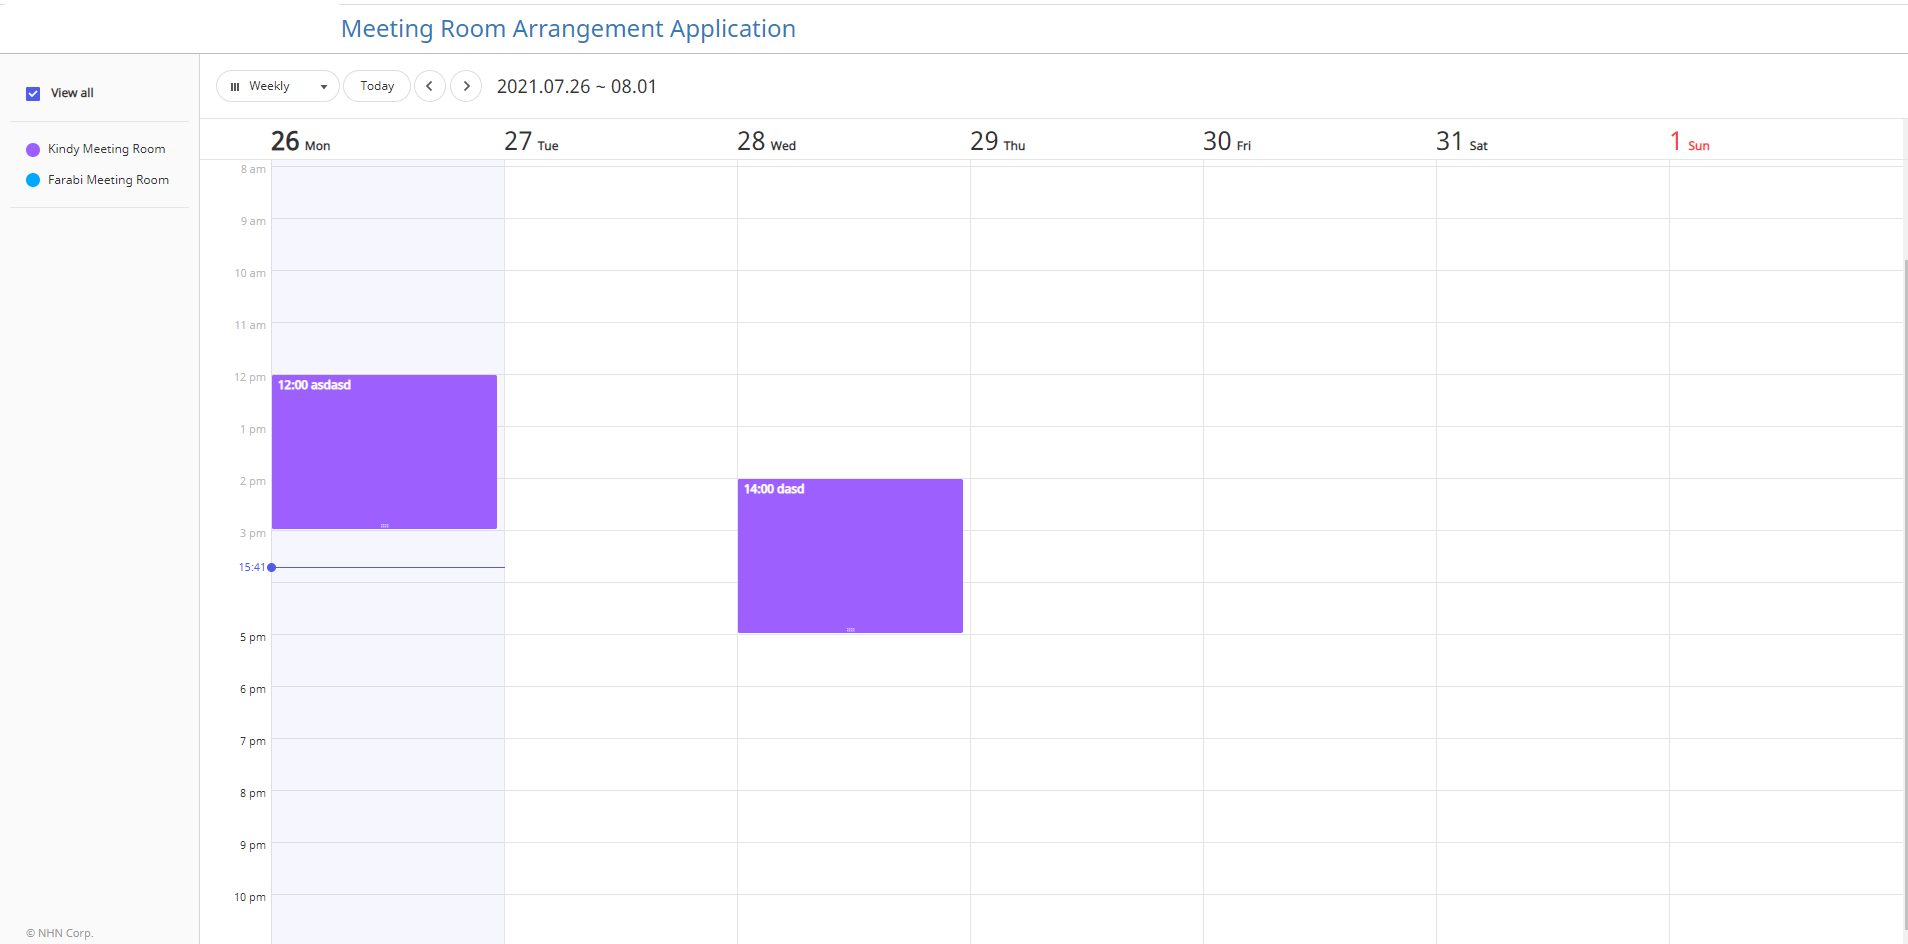 Meeting Room Arrangement Application
View all
Kindy Meeting Room
Farabi Meeting Room
Weekly Today 2021.07.26 ~ 08.01
26 Mon 27 Tue 28 Wed 29 Thu 30 Fri 31 Sat 1 Sun
8 am
9 am
10 am
11 am
12 pm
12:00 asdasd
1 pm
2 pm
14:00 dasd
3 pm
15:41
5 pm
6 pm
7 pm
8 pm
9 pm
10 pm
© NHN Corp.